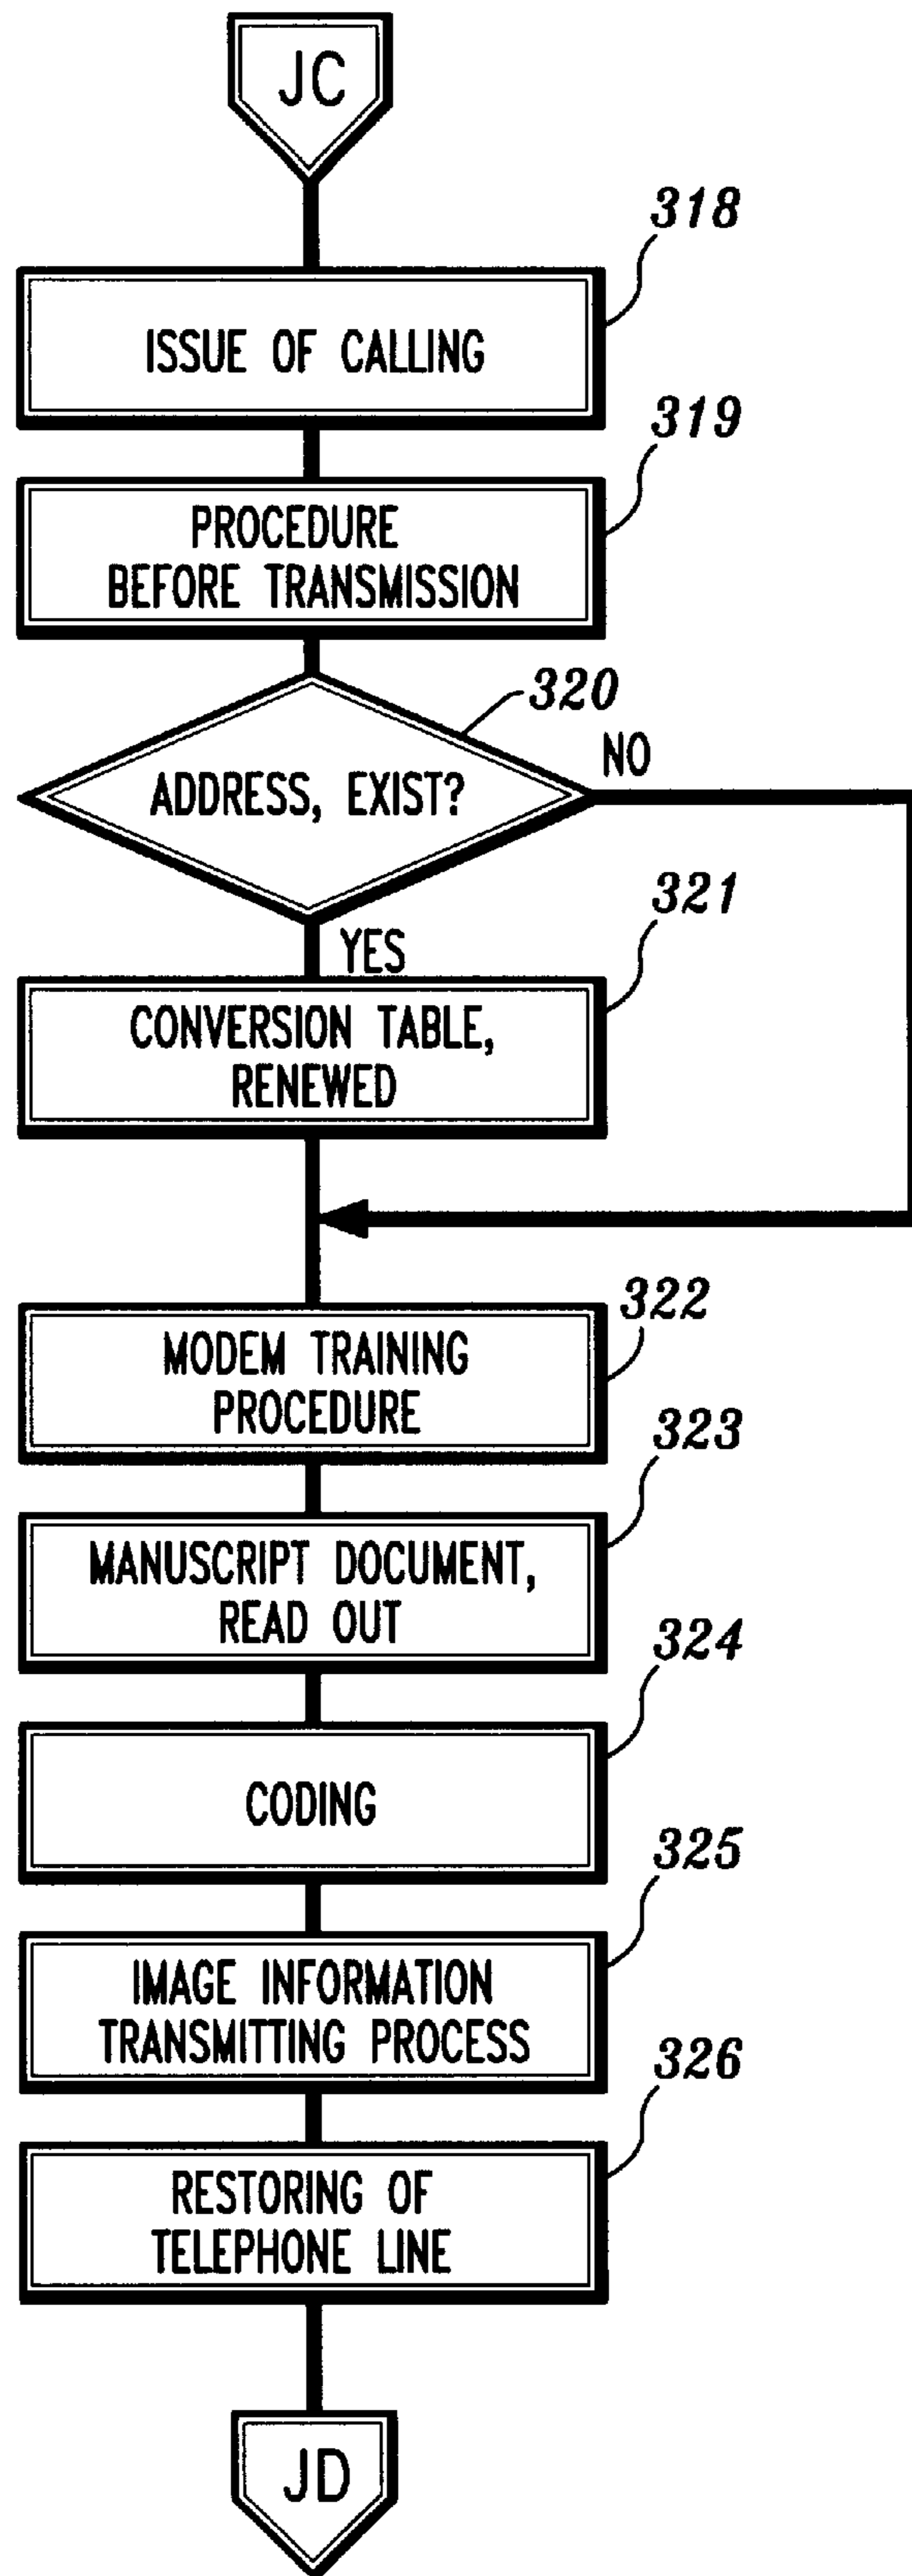 JC
318
ISSUE OF CALLING
319
PROCEDURE
BEFORE TRANSMISSION
320
NO
ADDRESS, EXIST?
321
YES
CONVERSION TABLE,
RENEWED
322
MODEM TRAINING
PROCEDURE
323
MANUSCRIPT DOCUMENT,
READ OUT
324
CODING
325
IMAGE INFORMATION
TRANSMITTING PROCESS
326
RESTORING OF
TELEPHONE LINE
JD